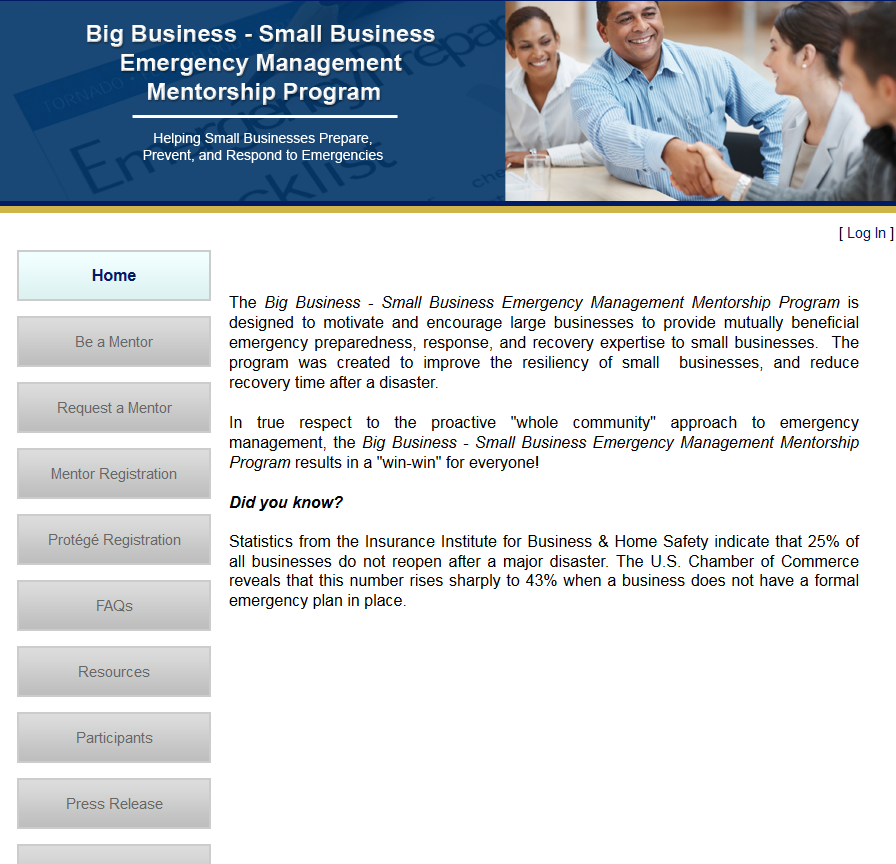 Big Business - Small Business
Emergency Management
Mentorship Program
Helping Small Businesses Prepare,
Prevent, and Respond to Emergencies
[ Log In ]
Home
Be a Mentor
Request a Mentor
Mentor Registration
Protégé Registration
FAQs
Resources
Participants
Press Release
The Big Business - Small Business Emergency Management Mentorship Program is
designed to motivate and encourage large businesses to provide mutually beneficial
emergency preparedness, response, and recovery expertise to small businesses. The
program was created to improve the resiliency of small businesses, and reduce
recovery time after a disaster.
In true respect to the proactive "whole community" approach to emergency
management, the Big Business - Small Business Emergency Management Mentorship
Program results in a "win-win" for everyone!
Did you know?
Statistics from the Insurance Institute for Business & Home Safety indicate that 25% of
all businesses do not reopen after a major disaster. The U.S. Chamber of Commerce
reveals that this number rises sharply to 43% when a business does not have a formal
emergency plan in place.